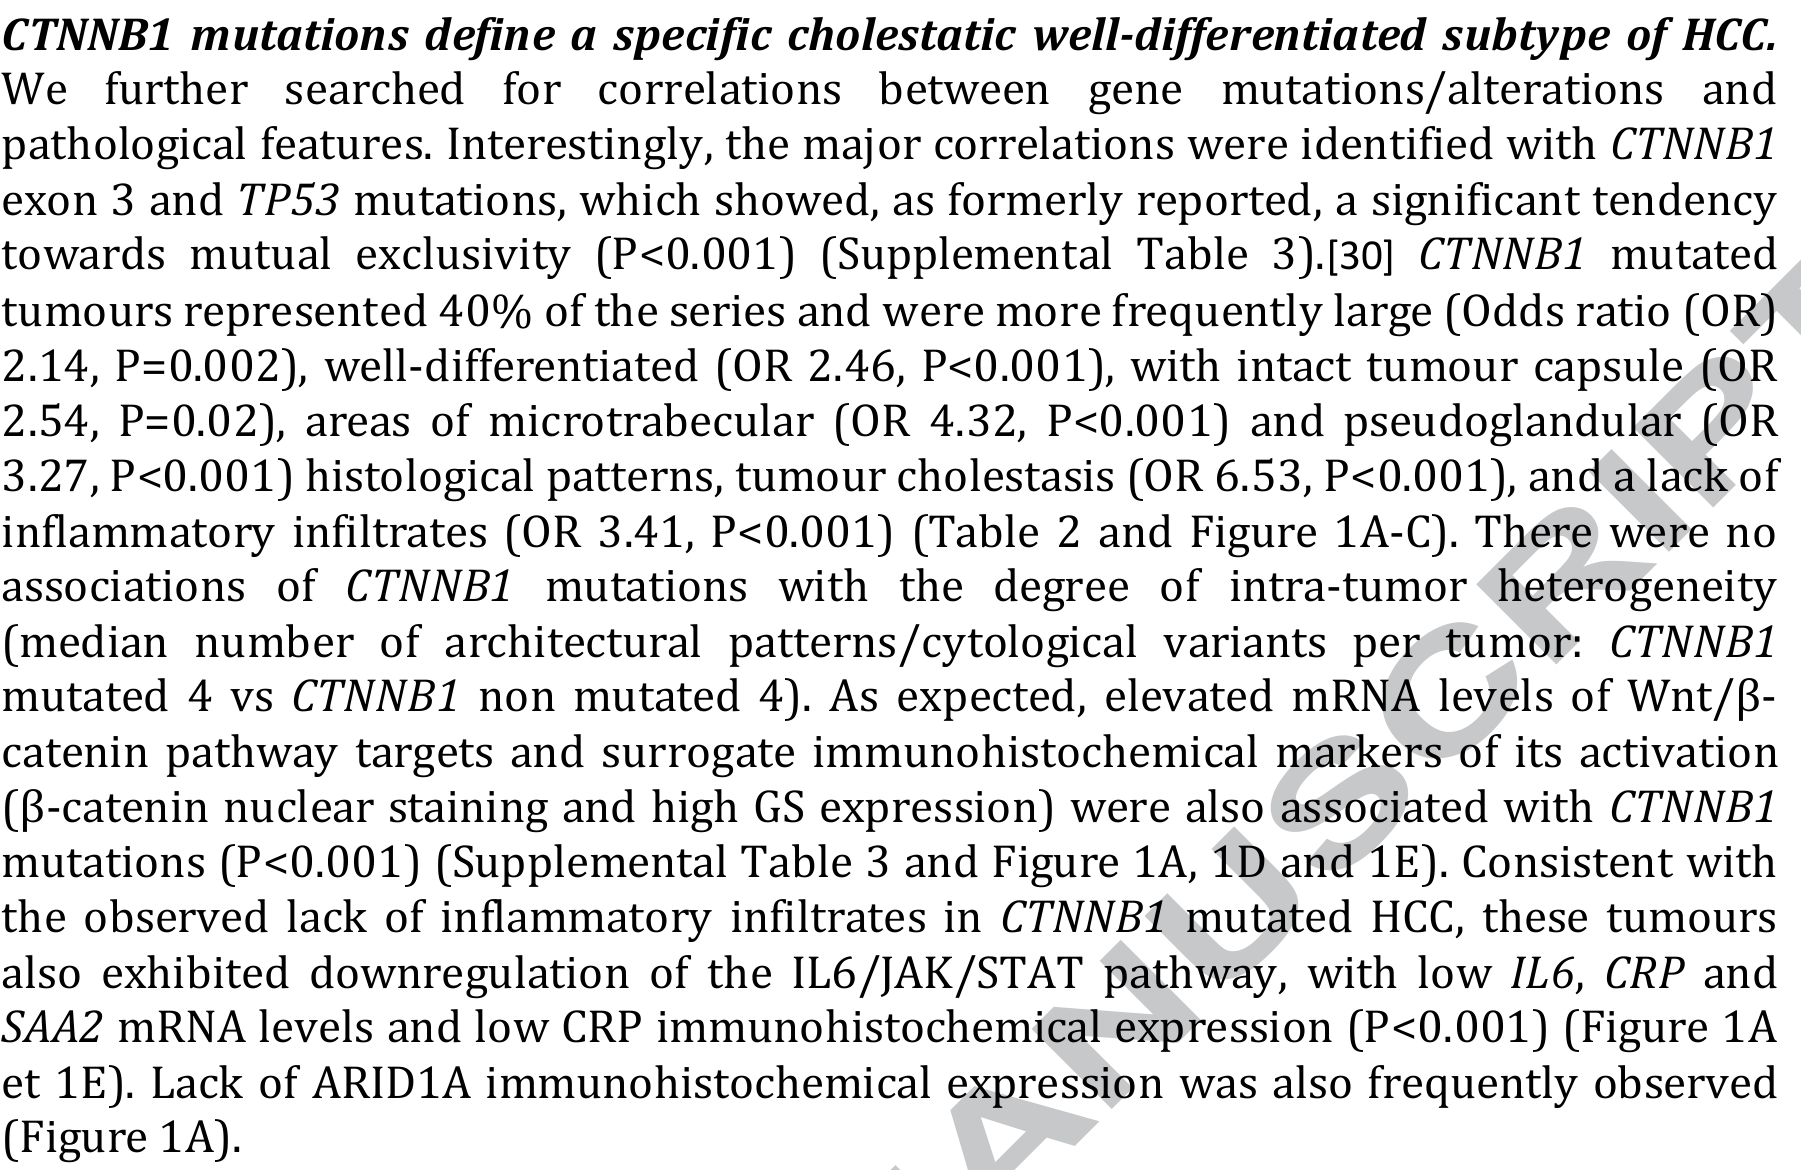 CTNNB1 mutations define a specific cholestatic well-differentiated subtype of HCC.
We further searched for correlations between gene mutations/alterations and
pathological features. Interestingly, the major correlations were identified with CTNNB1
exon 3 and TP53 mutations, which showed, as formerly reported, a significant tendency
towards mutual exclusivity (P<0.001) (Supplemental Table 3).[30] CTNNB1 mutated
tumours represented 40% of the series and were more frequently large (Odds ratio (OR)
2.14, P=0.002), well-differentiated (OR 2.46, P<0.001), with intact tumour capsule (OR
2.54, P=0.02), areas of microtrabecular (OR 4.32, P<0.001) and pseudoglandular (OR
3.27, P<0.001) histological patterns, tumour cholestasis (OR 6.53, P<0.001), and a lack of
inflammatory infiltrates (OR 3.41, P<0.001) (Table 2 and Figure 1A-C). There were no
associations of CTNNB1 mutations with the degree of intra-tumor heterogeneity
(median number of architectural patterns/cytological variants per tumor: CTNNB1
mutated 4 vs CTNNB1 non mutated 4). As expected, elevated mRNA levels of Wnt/β-
catenin pathway targets and surrogate immunohistochemical markers of its activation
(β-catenin nuclear staining and high GS expression) were also associated with CTNNB1
mutations (P<0.001) (Supplemental Table 3 and Figure 1A, 1D and 1E). Consistent with
the observed lack of inflammatory infiltrates in CTNNB1 mutated HCC, these tumours
also exhibited downregulation of the IL6/JAK/STAT pathway, with low IL6, CRP and
SAA2 mRNA levels and low CRP immunohistochemical expression (P<0.001) (Figure 1A
et 1E). Lack of ARID1A immunohistochemical expression was also frequently observed
(Figure 1A).
ANUSCRIPT